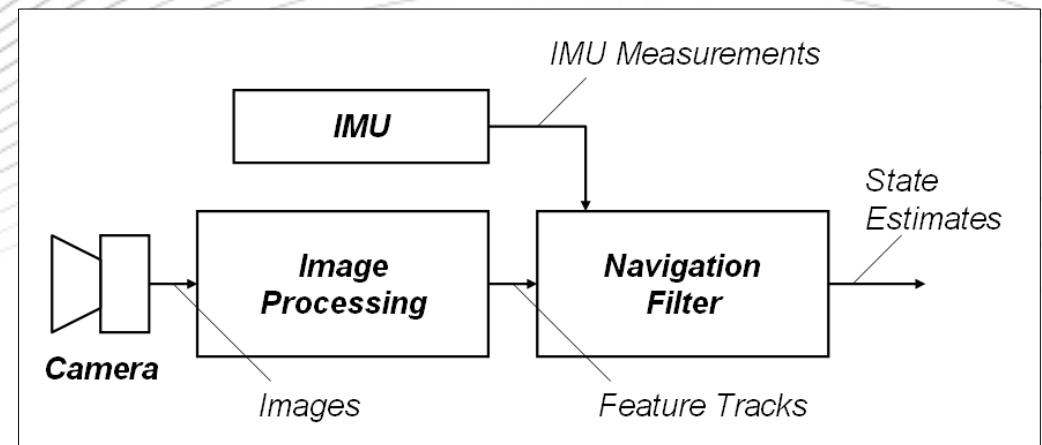 IMU Measurements
IMU
State
Estimates
Image
Processing
Navigation
Filter
Camera
Images
Feature Tracks